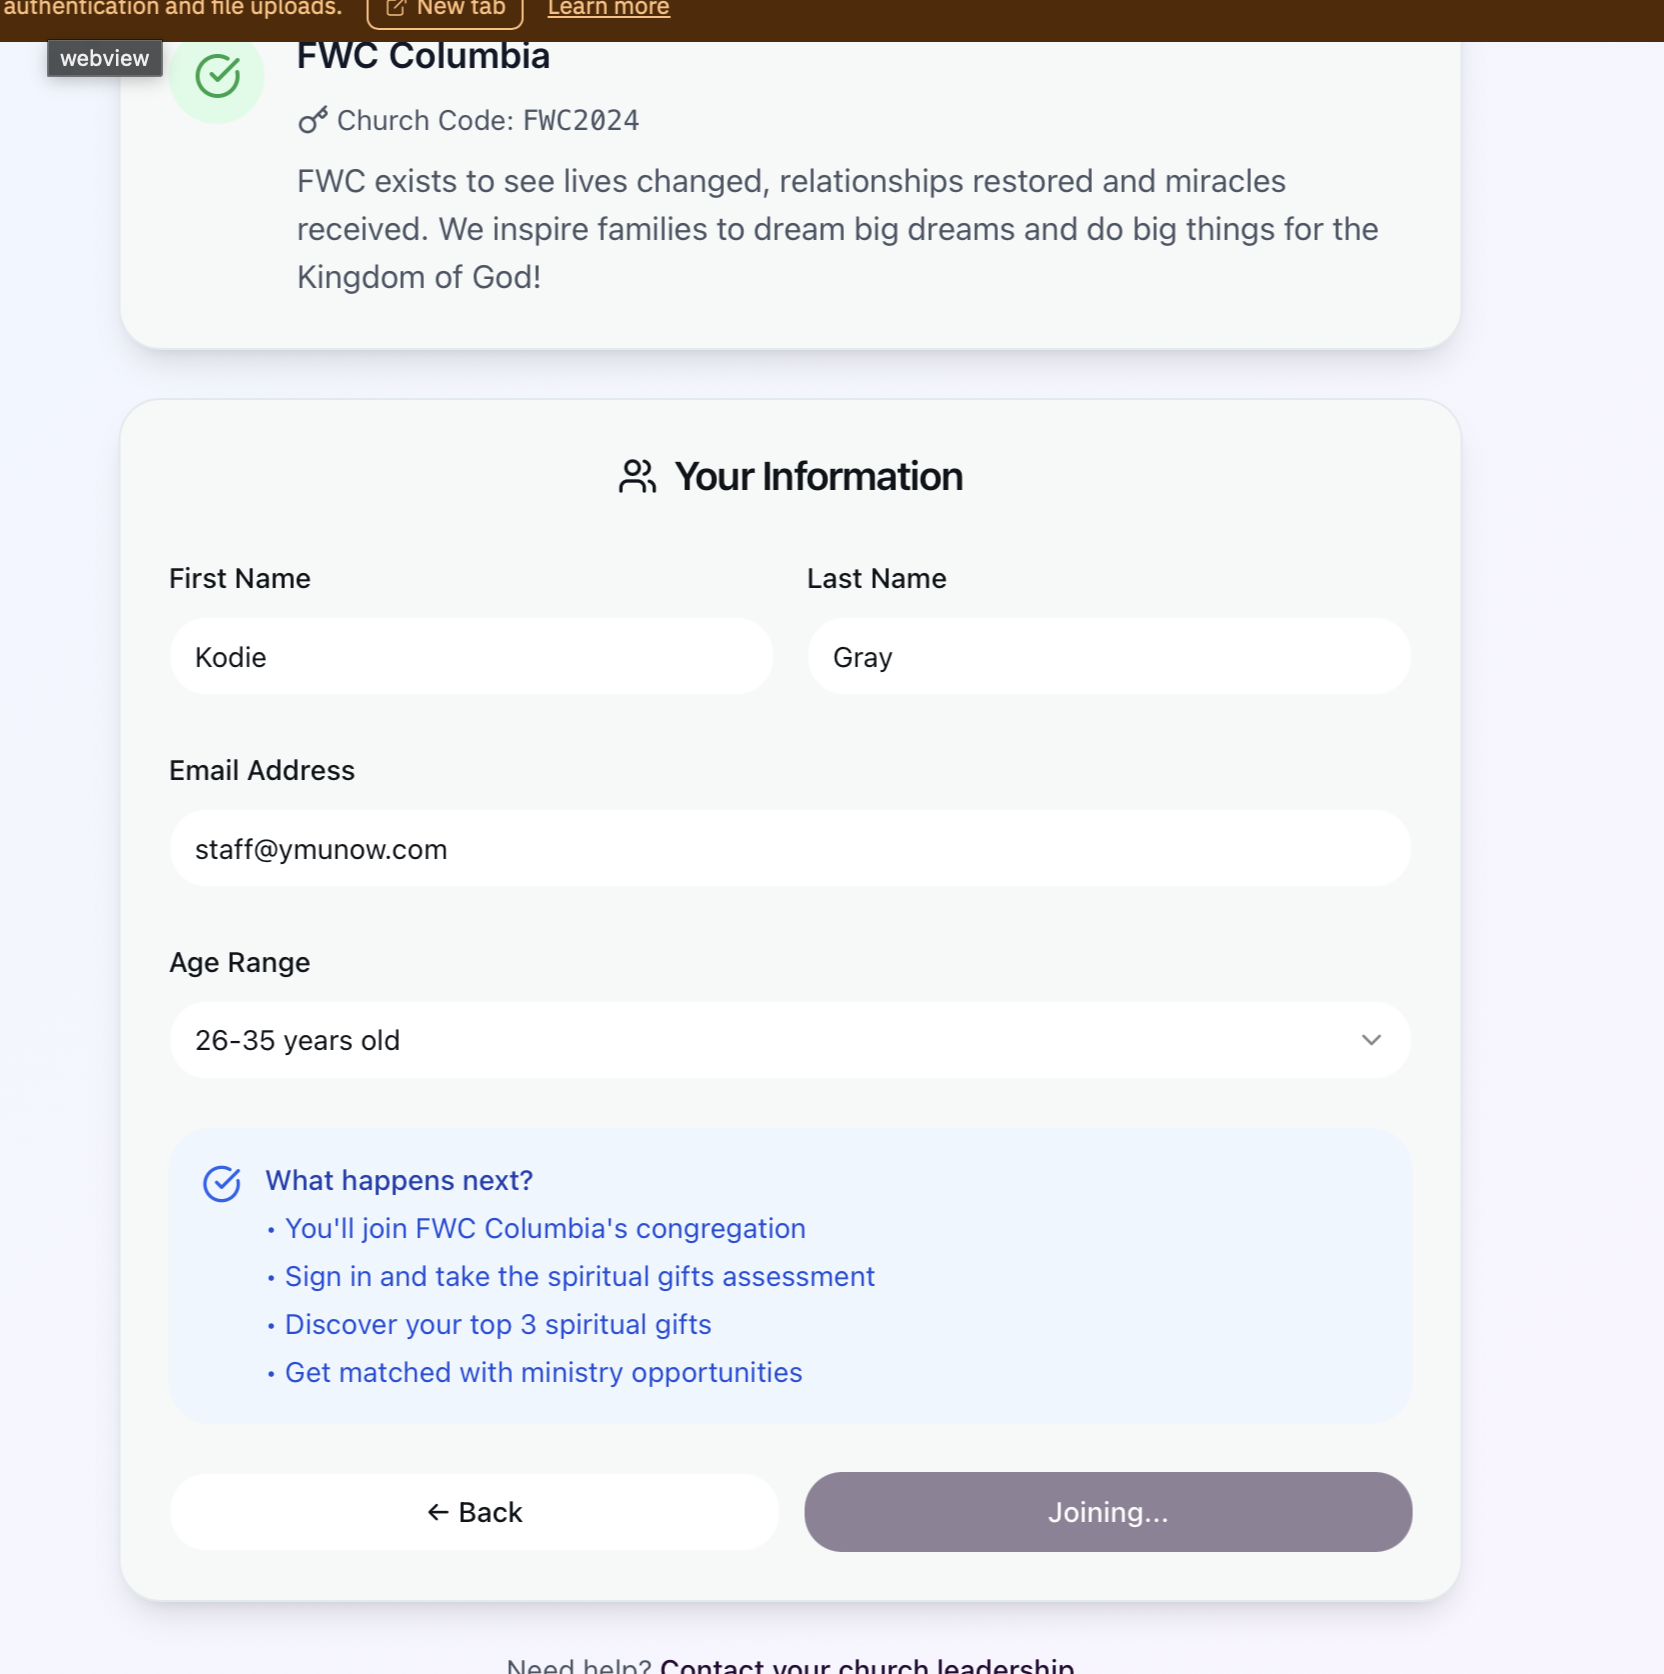 authentication and file uploads. New tab Learn more
webview
FWC Columbia
Church Code: FWC2024
FWC exists to see lives changed, relationships restored and miracles
received. We inspire families to dream big dreams and do big things for the
Kingdom of God!
Your Information
First Name Last Name
Kodie Gray
Email Address
staff@ymunow.com
Age Range
26-35 years old
What happens next?
• You'll join FWC Columbia's congregation
• Sign in and take the spiritual gifts assessment
• Discover your top 3 spiritual gifts
• Get matched with ministry opportunities
← Back Joining...
Need help? Contact your church leadership